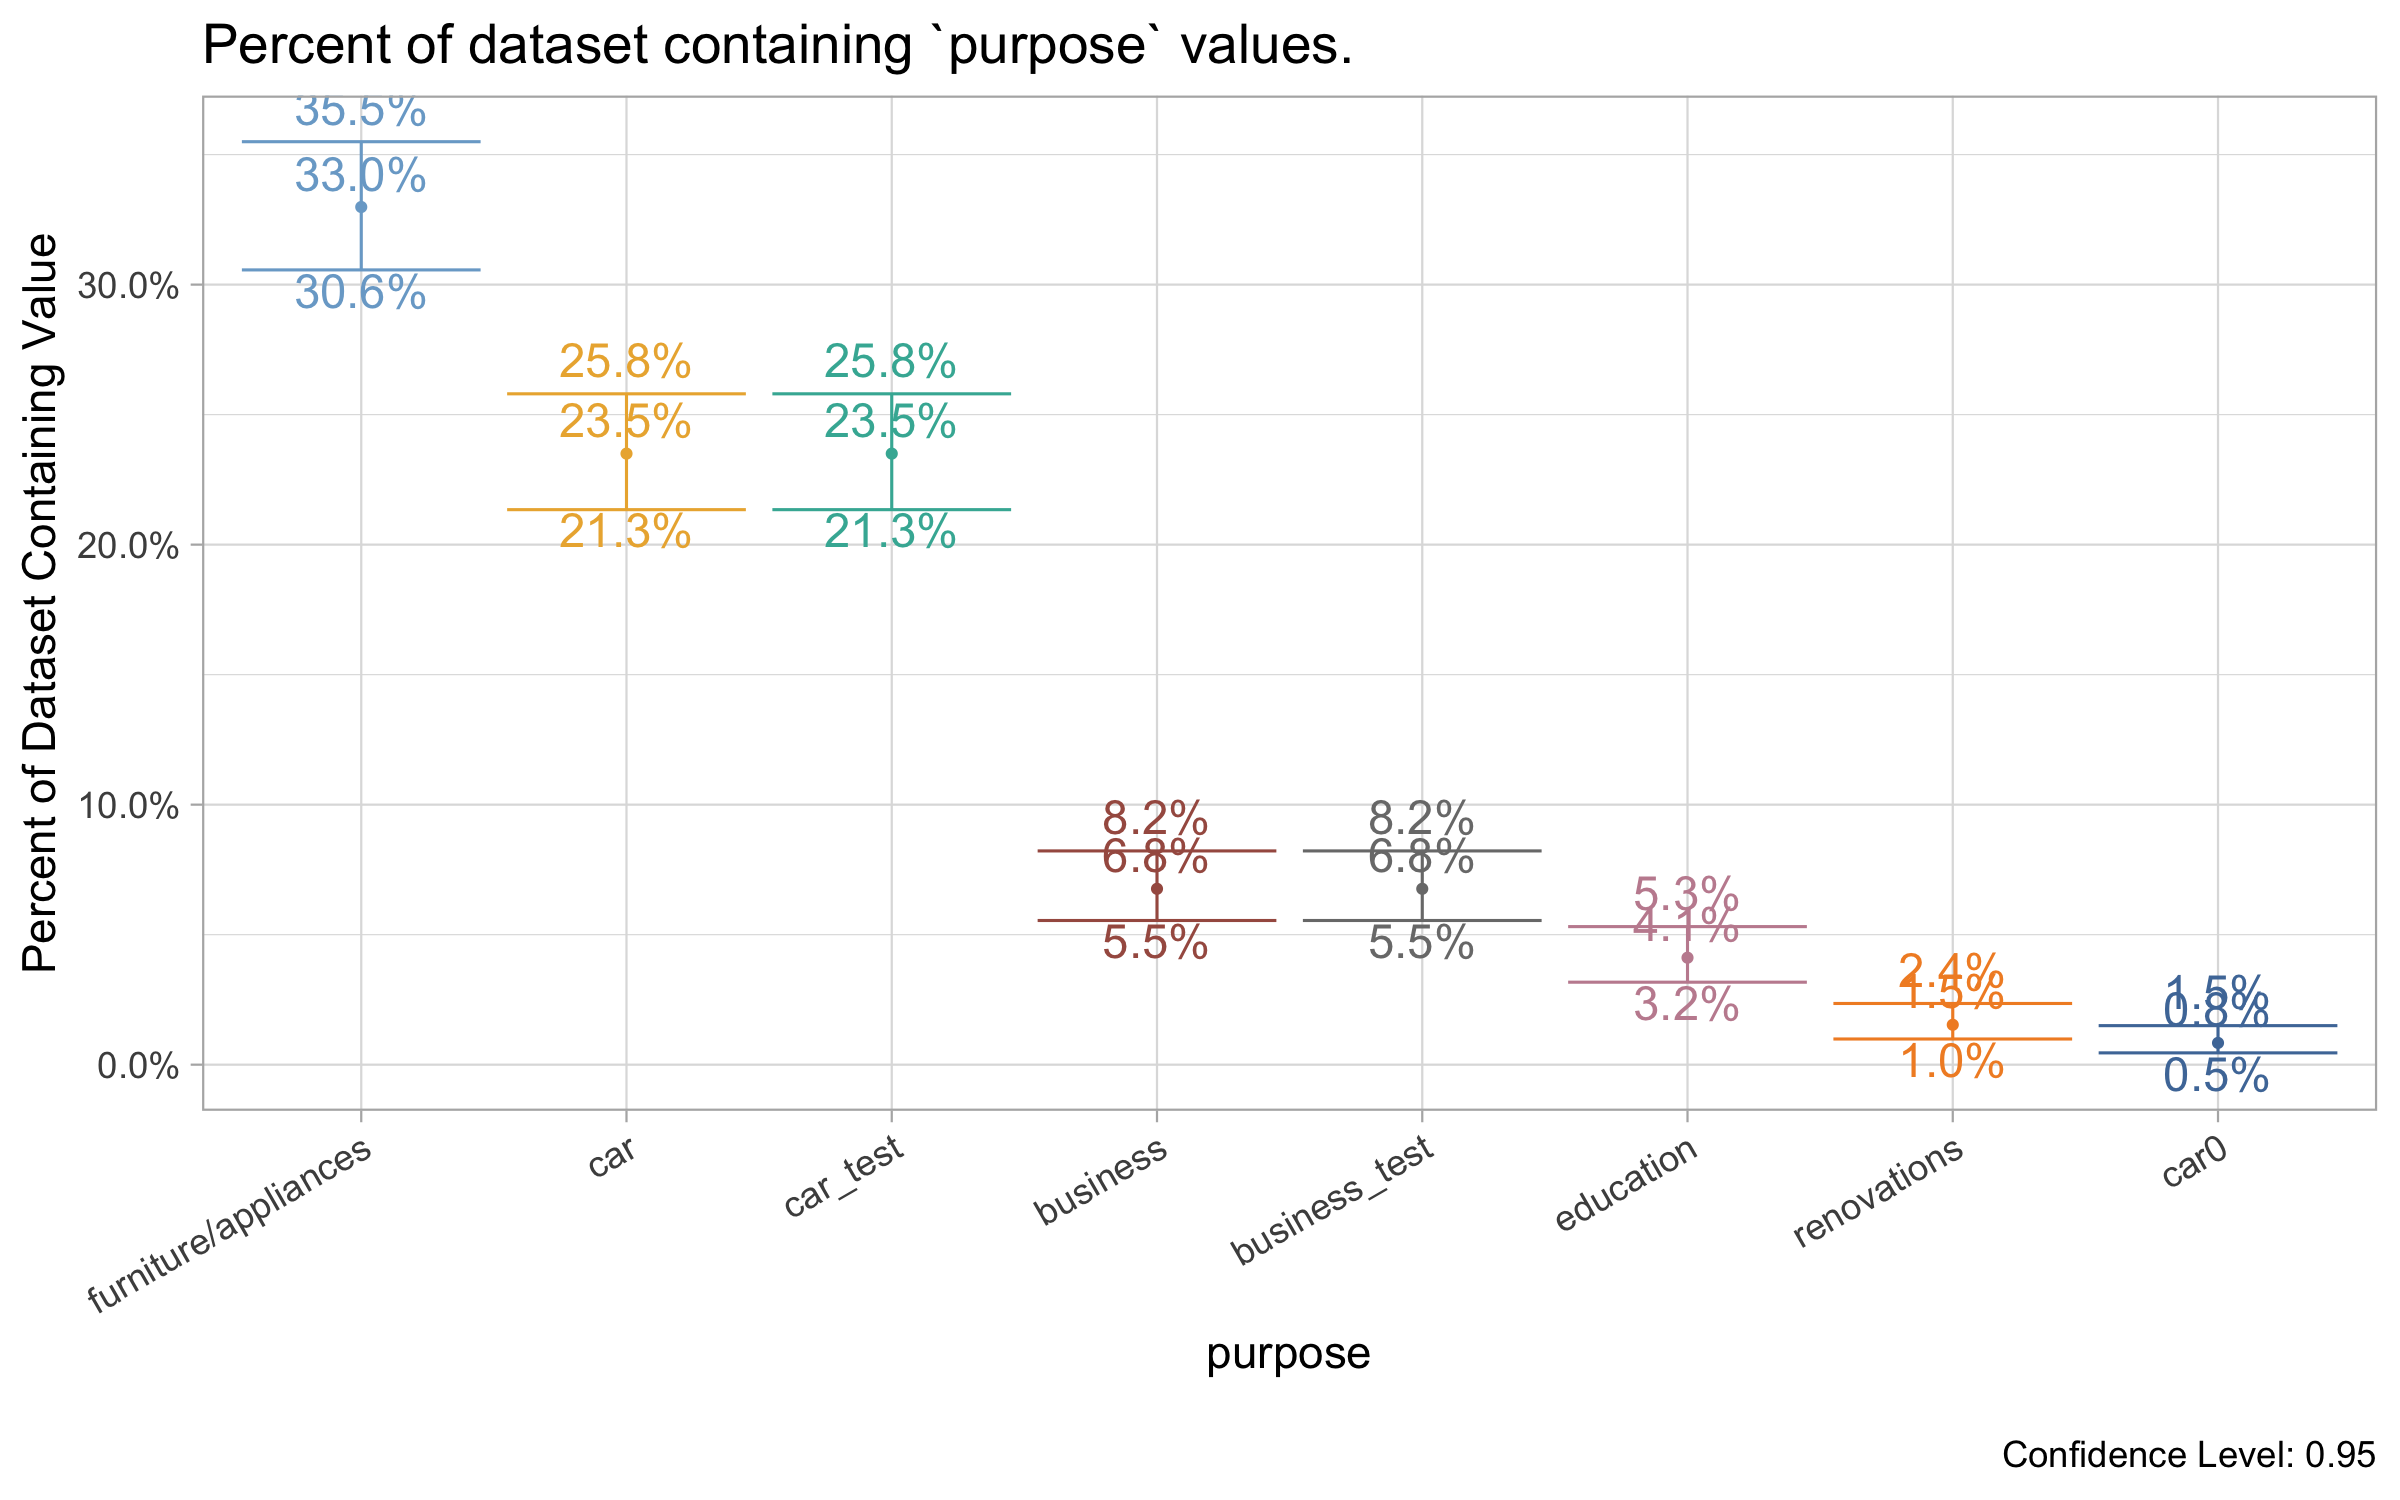 Percent of dataset containing `purpose` values.
Percent of Dataset Containing Value
30.0%
20.0%
10.0%
0.0%
35.5%
33.0%
30.6%
25.8%
23.5%
21.3%
25.8%
23.5%
21.3%
8.2%
6.8%
5.5%
8.2%
6.8%
5.5%
5.3%
4.1%
3.2%
2.4%
1.5%
1.0%
1.5%
0.8%
0.5%
furniture/appliances
car
car_test
business
business_test
education
renovations
car0
purpose
Confidence Level: 0.95